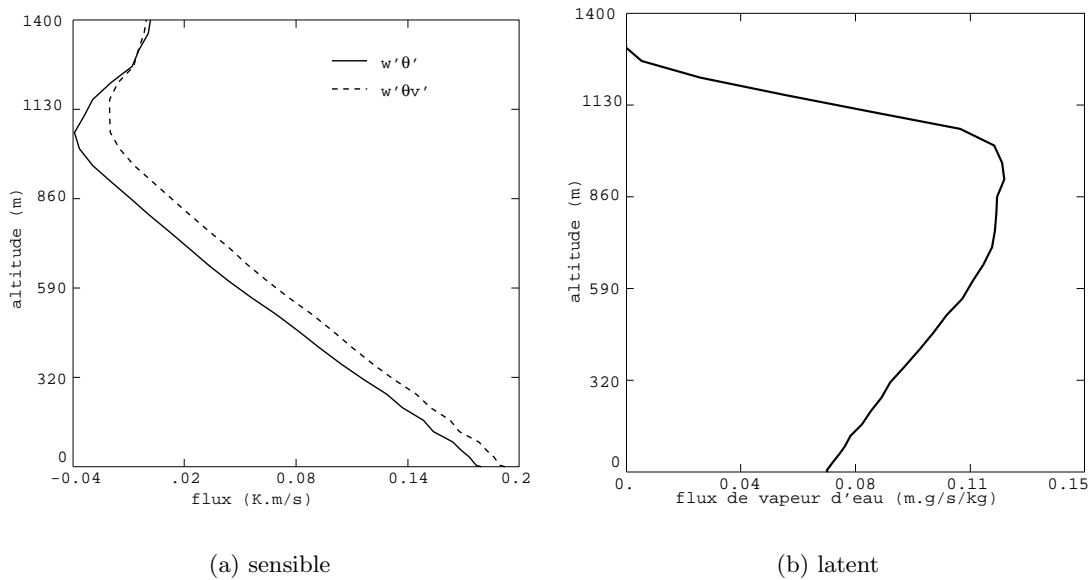 1400
1130
860
590
320
0
altitude (m)
-0.04 0.02 0.08 0.14 0.2
flux (K.m/s)
w'θ'
w'θv'
(a) sensible
1400
1130
860
590
320
0
altitude (m)
0. 0.04 0.08 0.11 0.15
flux de vapeur d'eau (m.g/s/kg)
(b) latent